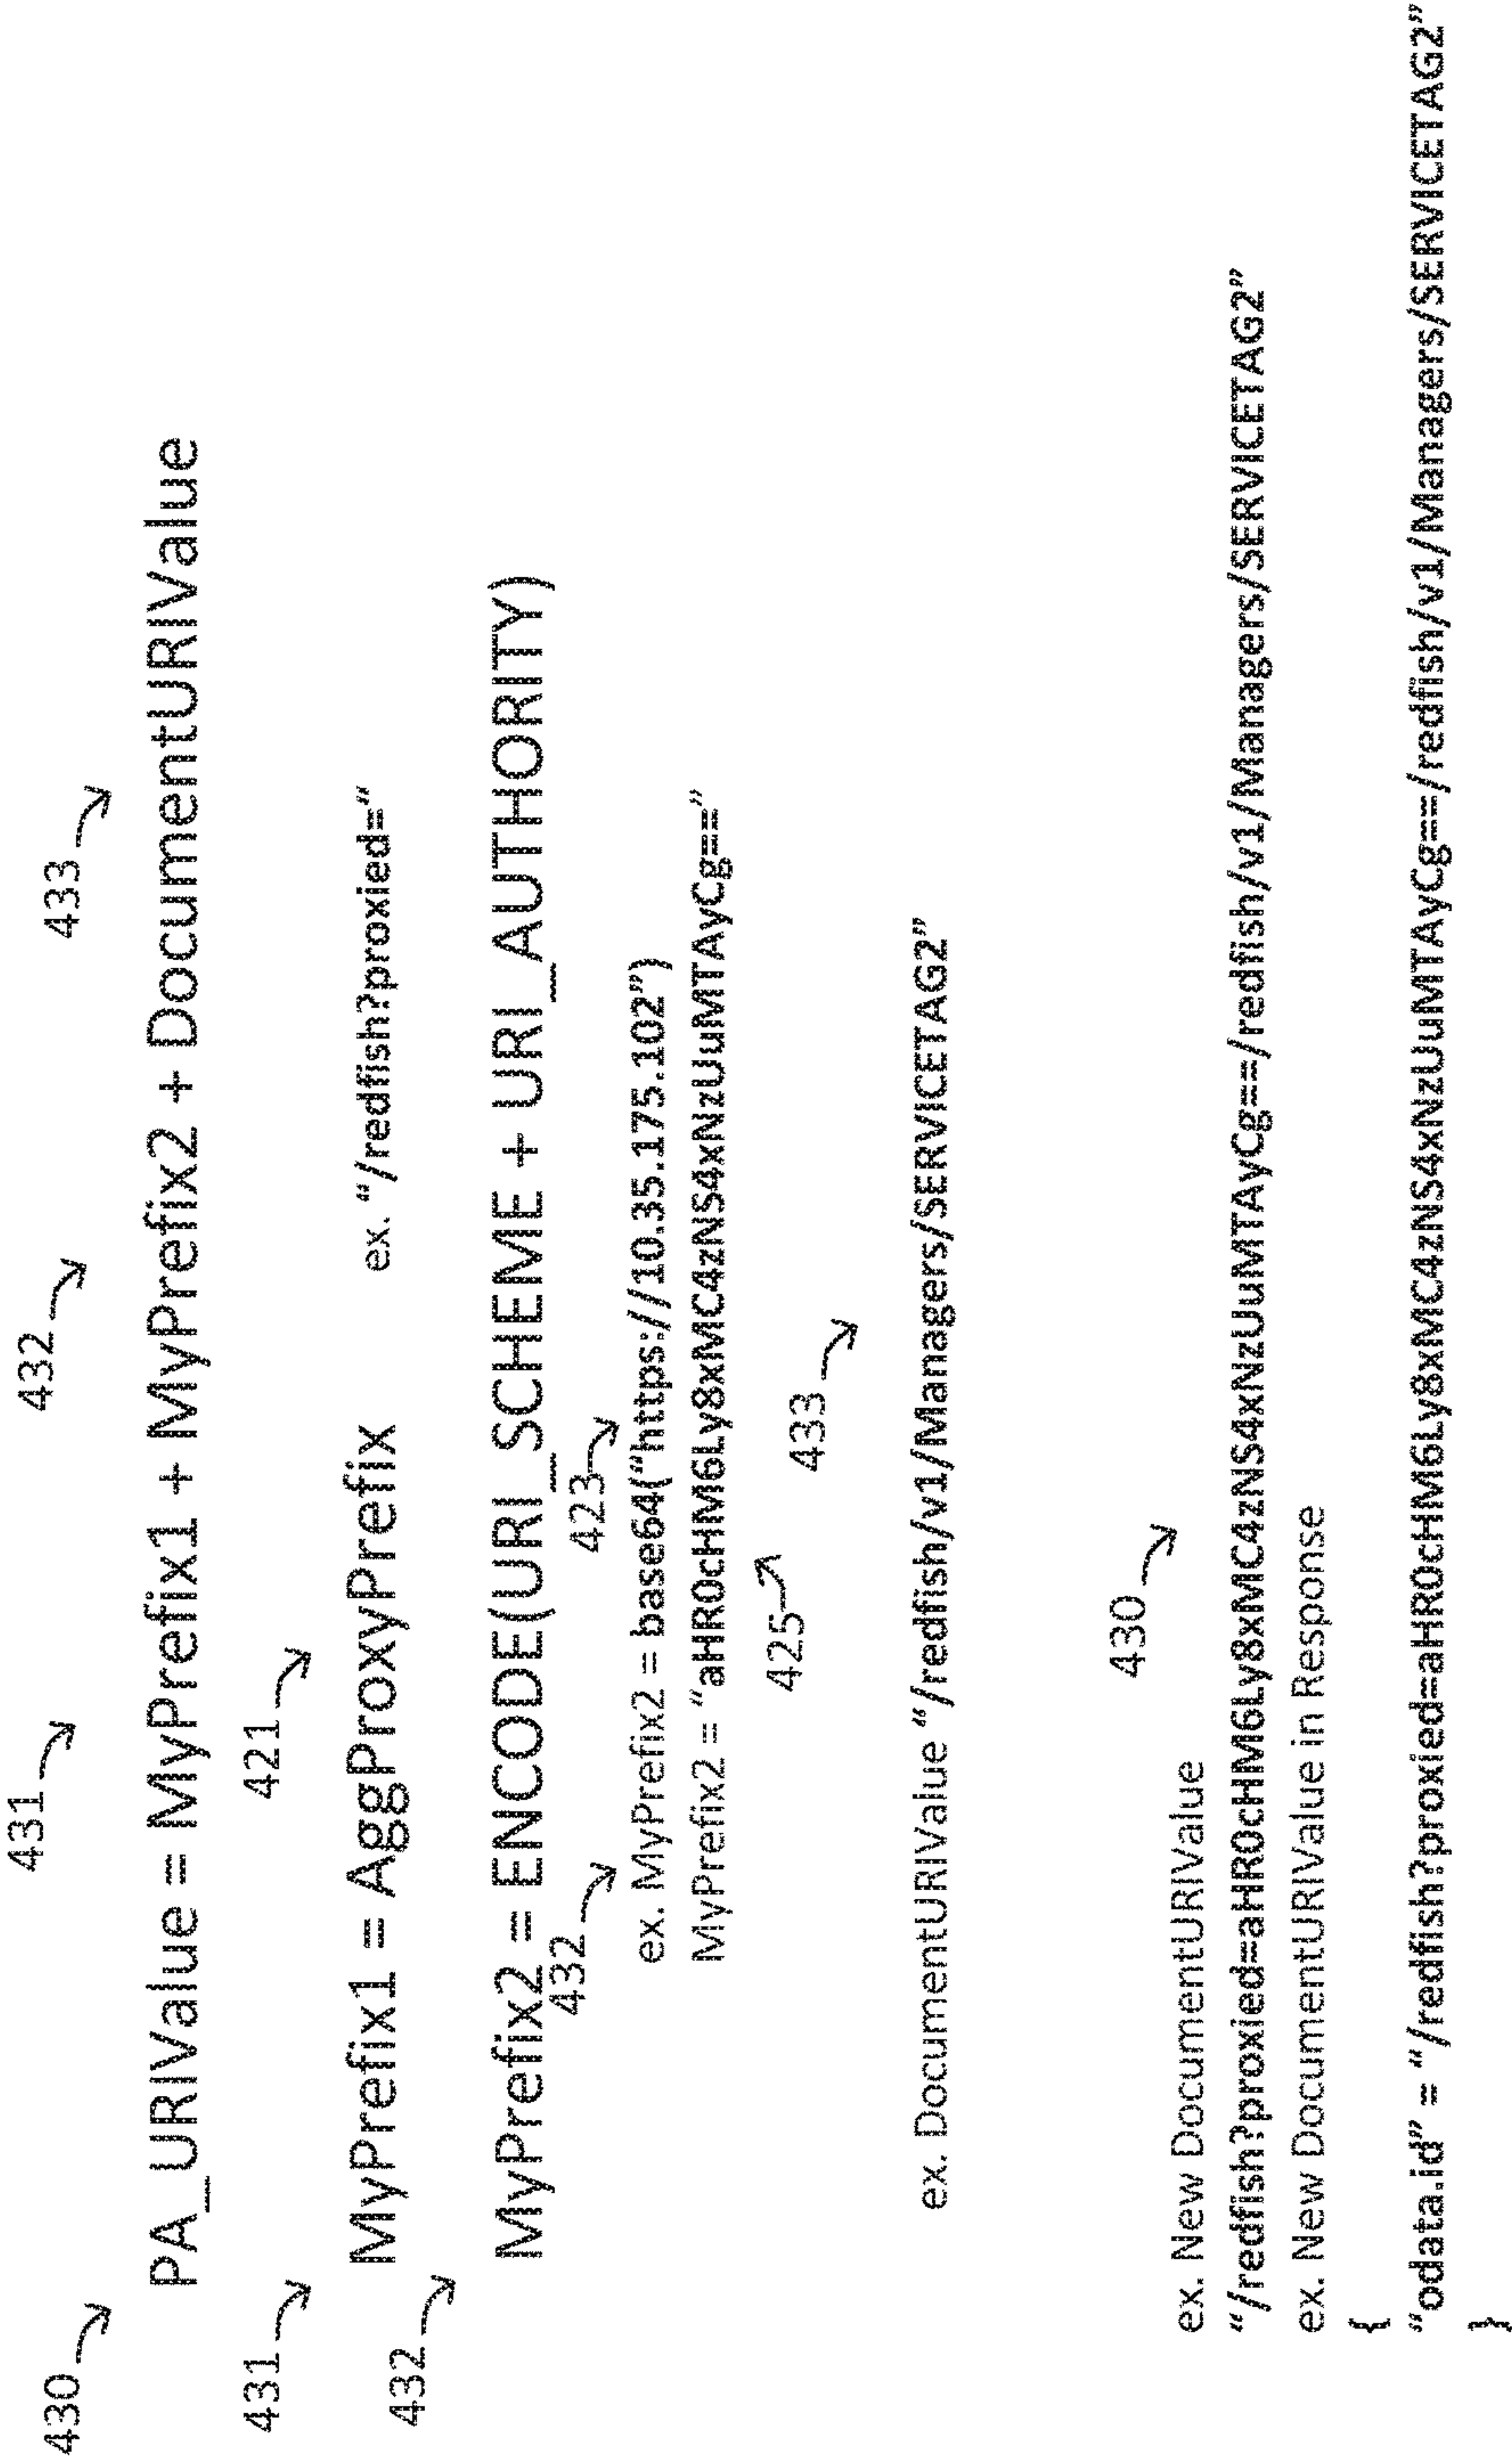 430 431 432 433
PA_URIValue = MyPrefix1 + MyPrefix2 + DocumentURIValue
431 421
MyPrefix1 = AggProxyPrefix ex. “/redfish?proxied=“
432
MyPrefix2 = ENCODE(URI_SCHEME + URI_AUTHORITY)
432 423
ex. MyPrefix2 = base64(“https://10.35.175.102”)
MyPrefix2 = “aHR0cHM6Ly8xMC4zNS4xNzUuMTAyCg==”
425 433
ex. DocumentURIValue “/redfish/v1/Managers/SERVICETAG2”
430
ex. New DocumentURIValue
“/redfish?proxied=aHR0cHM6Ly8xMC4zNS4xNzUuMTAyCg==/redfish/v1/Managers/SERVICETAG2”
ex. New DocumentURIValue in Response
{
“odata.id” = “/redfish?proxied=aHR0cHM6Ly8xMC4zNS4xNzUuMTAyCg==/redfish/v1/Managers/SERVICETAG2”
}